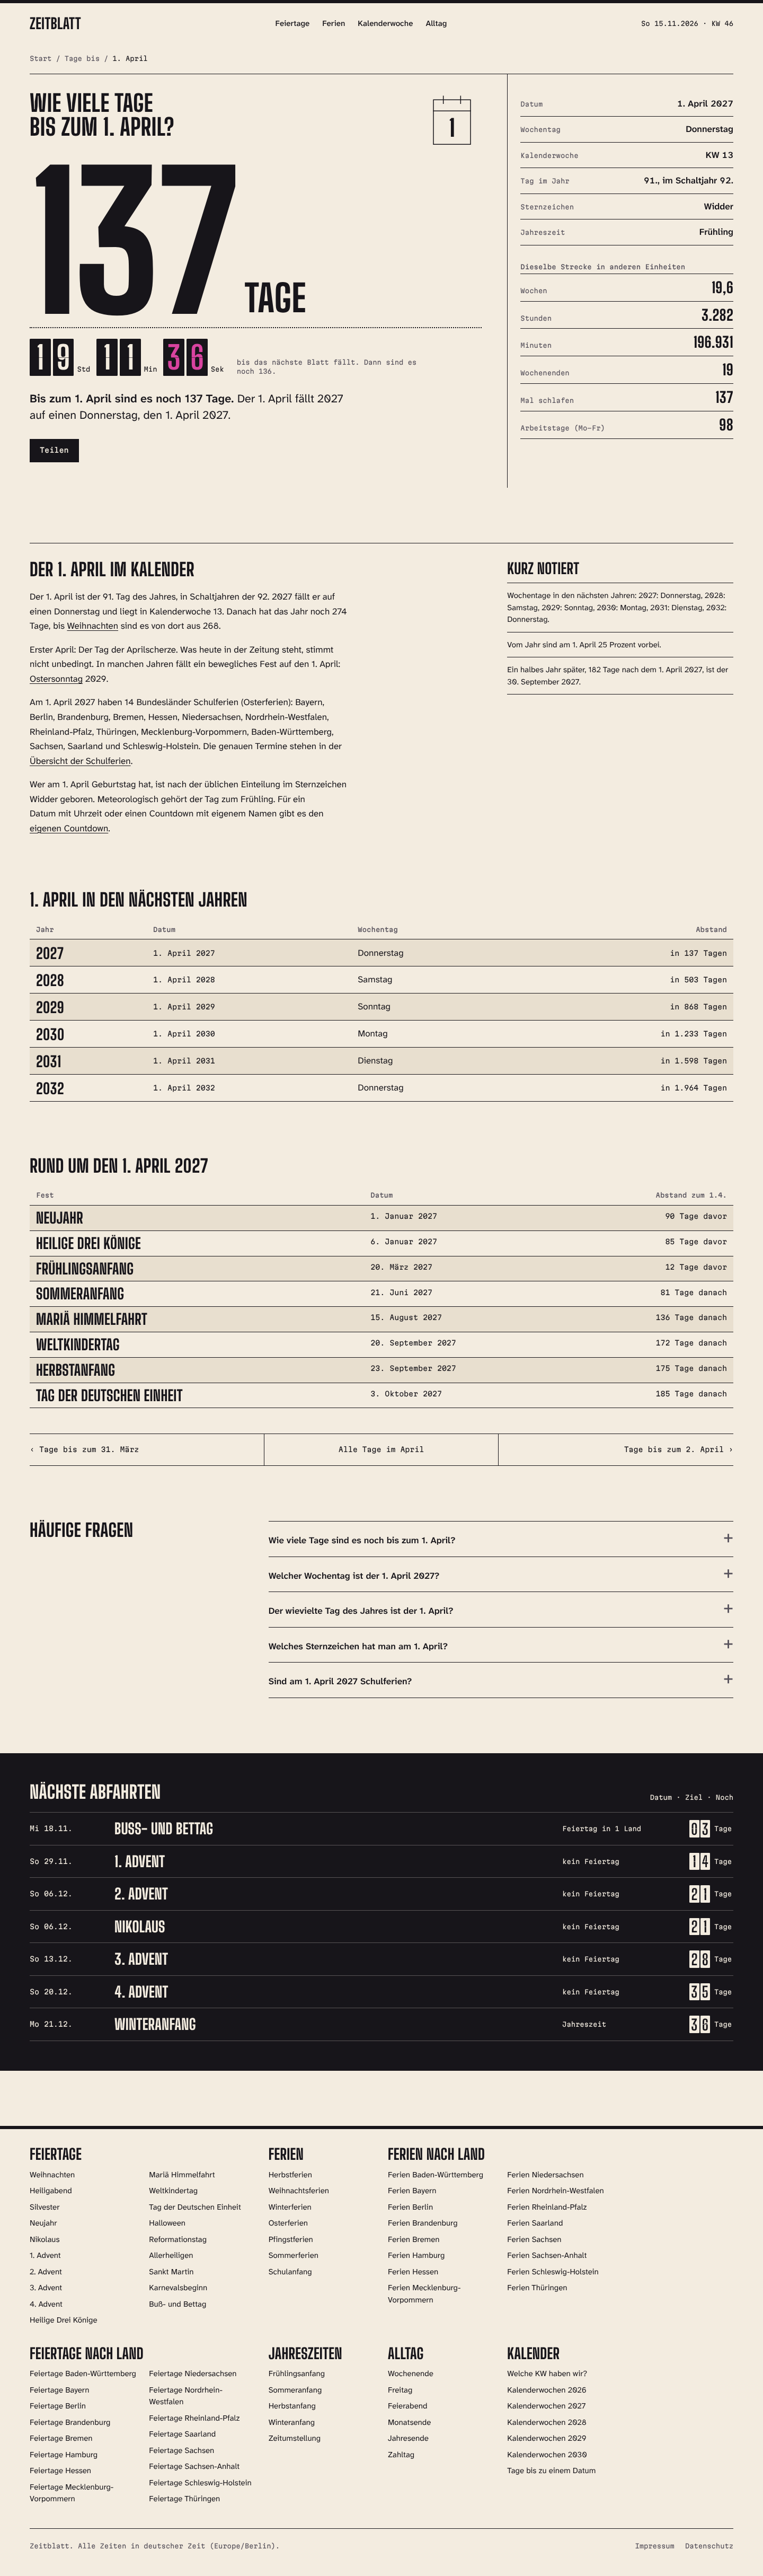 ZEITBLATT
Feiertage Ferien Kalenderwoche Alltag
So 15.11.2026 · KW 46
Start / Tage bis / 1. April
WIE VIELE TAGE
BIS ZUM 1. APRIL?
1
137 TAGE
19 Std 11 Min 36 Sek
bis das nächste Blatt fällt. Dann sind es
noch 136.
Bis zum 1. April sind es noch 137 Tage. Der 1. April fällt 2027
auf einen Donnerstag, den 1. April 2027.
Teilen
Datum 1. April 2027
Wochentag Donnerstag
Kalenderwoche KW 13
Tag im Jahr 91., im Schaltjahr 92.
Sternzeichen Widder
Jahreszeit Frühling
Dieselbe Strecke in anderen Einheiten
Wochen 19,6
Stunden 3.282
Minuten 196.931
Wochenenden 19
Mal schlafen 137
Arbeitstage (Mo–Fr) 98
DER 1. APRIL IM KALENDER
Der 1. April ist der 91. Tag des Jahres, in Schaltjahren der 92. 2027 fällt er auf
einen Donnerstag und liegt in Kalenderwoche 13. Danach hat das Jahr noch 274
Tage, bis Weihnachten sind es von dort aus 268.
Erster April: Der Tag der Aprilscherze. Was heute in der Zeitung steht, stimmt
nicht unbedingt. In manchen Jahren fällt ein bewegliches Fest auf den 1. April:
Ostersonntag 2029.
Am 1. April 2027 haben 14 Bundesländer Schulferien (Osterferien): Bayern,
Berlin, Brandenburg, Bremen, Hessen, Niedersachsen, Nordrhein-Westfalen,
Rheinland-Pfalz, Thüringen, Mecklenburg-Vorpommern, Baden-Württemberg,
Sachsen, Saarland und Schleswig-Holstein. Die genauen Termine stehen in der
Übersicht der Schulferien.
Wer am 1. April Geburtstag hat, ist nach der üblichen Einteilung im Sternzeichen
Widder geboren. Meteorologisch gehört der Tag zum Frühling. Für ein
Datum mit Uhrzeit oder einen Countdown mit eigenem Namen gibt es den
eigenen Countdown.
KURZ NOTIERT
Wochentage in den nächsten Jahren: 2027: Donnerstag, 2028:
Samstag, 2029: Sonntag, 2030: Montag, 2031: Dienstag, 2032:
Donnerstag.
Vom Jahr sind am 1. April 25 Prozent vorbei.
Ein halbes Jahr später, 182 Tage nach dem 1. April 2027, ist der
30. September 2027.
1. APRIL IN DEN NÄCHSTEN JAHREN
Jahr Datum Wochentag Abstand
2027 1. April 2027 Donnerstag in 137 Tagen
2028 1. April 2028 Samstag in 503 Tagen
2029 1. April 2029 Sonntag in 868 Tagen
2030 1. April 2030 Montag in 1.233 Tagen
2031 1. April 2031 Dienstag in 1.598 Tagen
2032 1. April 2032 Donnerstag in 1.964 Tagen
RUND UM DEN 1. APRIL 2027
Fest Datum Abstand zum 1.4.
NEUJAHR 1. Januar 2027 90 Tage davor
HEILIGE DREI KÖNIGE 6. Januar 2027 85 Tage davor
FRÜHLINGSANFANG 20. März 2027 12 Tage davor
SOMMERANFANG 21. Juni 2027 81 Tage danach
MARIÄ HIMMELFAHRT 15. August 2027 136 Tage danach
WELTKINDERTAG 20. September 2027 172 Tage danach
HERBSTANFANG 23. September 2027 175 Tage danach
TAG DER DEUTSCHEN EINHEIT 3. Oktober 2027 185 Tage danach
‹ Tage bis zum 31. März Alle Tage im April Tage bis zum 2. April ›
HÄUFIGE FRAGEN
Wie viele Tage sind es noch bis zum 1. April? +
Welcher Wochentag ist der 1. April 2027? +
Der wievielte Tag des Jahres ist der 1. April? +
Welches Sternzeichen hat man am 1. April? +
Sind am 1. April 2027 Schulferien? +
NÄCHSTE ABFAHRTEN
Datum · Ziel · Noch
Mi 18.11. BUSS- UND BETTAG Feiertag in 1 Land 03 Tage
So 29.11. 1. ADVENT kein Feiertag 14 Tage
So 06.12. 2. ADVENT kein Feiertag 21 Tage
So 06.12. NIKOLAUS kein Feiertag 21 Tage
So 13.12. 3. ADVENT kein Feiertag 28 Tage
So 20.12. 4. ADVENT kein Feiertag 35 Tage
Mo 21.12. WINTERANFANG Jahreszeit 36 Tage
FEIERTAGE
Weihnachten
Heiligabend
Silvester
Neujahr
Nikolaus
1. Advent
2. Advent
3. Advent
4. Advent
Heilige Drei Könige
Mariä Himmelfahrt
Weltkindertag
Tag der Deutschen Einheit
Halloween
Reformationstag
Allerheiligen
Sankt Martin
Karnevalsbeginn
Buß- und Bettag
FERIEN
Herbstferien
Weihnachtsferien
Winterferien
Osterferien
Pfingstferien
Sommerferien
Schulanfang
FERIEN NACH LAND
Ferien Baden-Württemberg
Ferien Bayern
Ferien Berlin
Ferien Brandenburg
Ferien Bremen
Ferien Hamburg
Ferien Hessen
Ferien Mecklenburg-
Vorpommern
Ferien Niedersachsen
Ferien Nordrhein-Westfalen
Ferien Rheinland-Pfalz
Ferien Saarland
Ferien Sachsen
Ferien Sachsen-Anhalt
Ferien Schleswig-Holstein
Ferien Thüringen
FEIERTAGE NACH LAND
Feiertage Baden-Württemberg
Feiertage Bayern
Feiertage Berlin
Feiertage Brandenburg
Feiertage Bremen
Feiertage Hamburg
Feiertage Hessen
Feiertage Mecklenburg-
Vorpommern
Feiertage Niedersachsen
Feiertage Nordrhein-
Westfalen
Feiertage Rheinland-Pfalz
Feiertage Saarland
Feiertage Sachsen
Feiertage Sachsen-Anhalt
Feiertage Schleswig-Holstein
Feiertage Thüringen
JAHRESZEITEN
Frühlingsanfang
Sommeranfang
Herbstanfang
Winteranfang
Zeitumstellung
ALLTAG
Wochenende
Freitag
Feierabend
Monatsende
Jahresende
Zahltag
KALENDER
Welche KW haben wir?
Kalenderwochen 2026
Kalenderwochen 2027
Kalenderwochen 2028
Kalenderwochen 2029
Kalenderwochen 2030
Tage bis zu einem Datum
Zeitblatt. Alle Zeiten in deutscher Zeit (Europe/Berlin).
Impressum Datenschutz